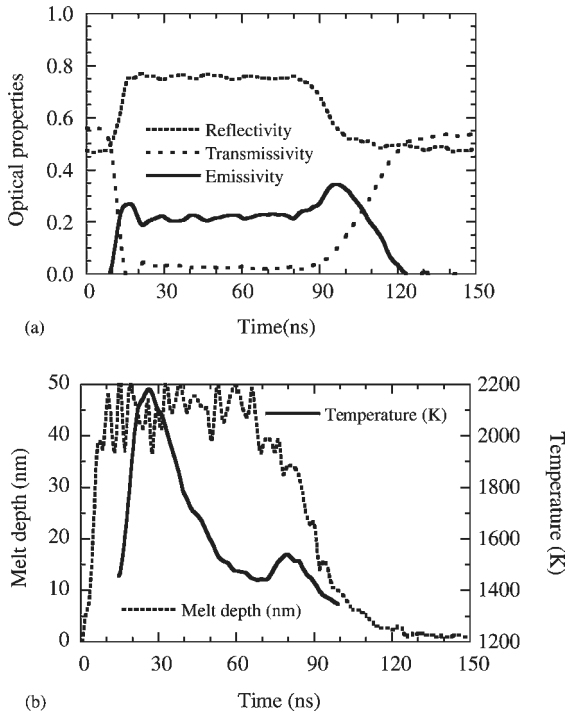 (a)
Optical properties
1.0
0.8
0.6
0.4
0.2
0.0
Reflectivity
Transmissivity
Emissivity
0 30 60 90 120 150
Time(ns)
(b)
Melt depth (nm)
50
40
30
20
10
0
Temperature (K)
Melt depth (nm)
2200
2000
1800
1600
1400
1200
Temperature (K)
0 30 60 90 120 150
Time (ns)